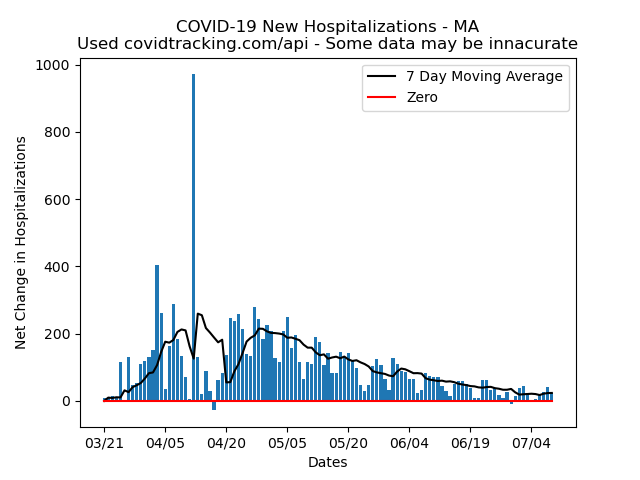 COVID-19 New Hospitalizations - MA
Used covidtracking.com/api - Some data may be innacurate
7 Day Moving Average
Zero
Net Change in Hospitalizations
1000
800
600
400
200
0
03/21 04/05 04/20 05/05 05/20 06/04 06/19 07/04
Dates